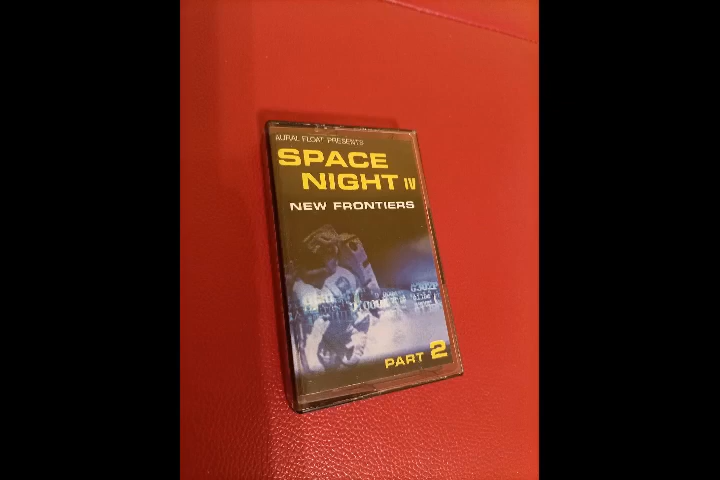 AURAL FLOAT PRESENTS
SPACE
NIGHT IV
NEW FRONTIERS
PART 2